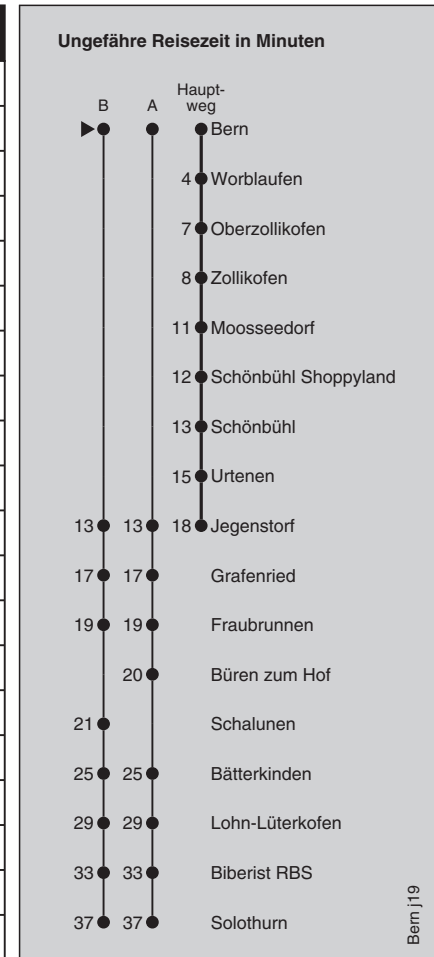 Ungefähre Reisezeit in Minuten
Haupt-
B A weg
Bern
4 Worblaufen
7 Oberzollikofen
8 Zollikofen
11 Moosseedorf
12 Schönbühl Shoppyland
13 Schönbühl
15 Urtenen
13 13 18 Jegenstorf
17 17 Grafenried
19 19 Fraubrunnen
20 Büren zum Hof
21 Schalunen
25 25 Bätterkinden
29 29 Lohn-Lüterkofen
33 33 Biberist RBS
37 37 Solothurn
Bern j19